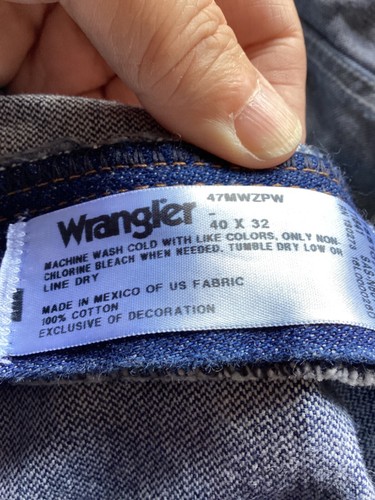 47MWZPW
Wrangler -
40 X 32
MACHINE WASH COLD WITH LIKE COLORS, ONLY NON-
CHLORINE BLEACH WHEN NEEDED. TUMBLE DRY LOW OR
LINE DRY
MADE IN MEXICO OF US FABRIC
100% COTTON
EXCLUSIVE OF DECORATION